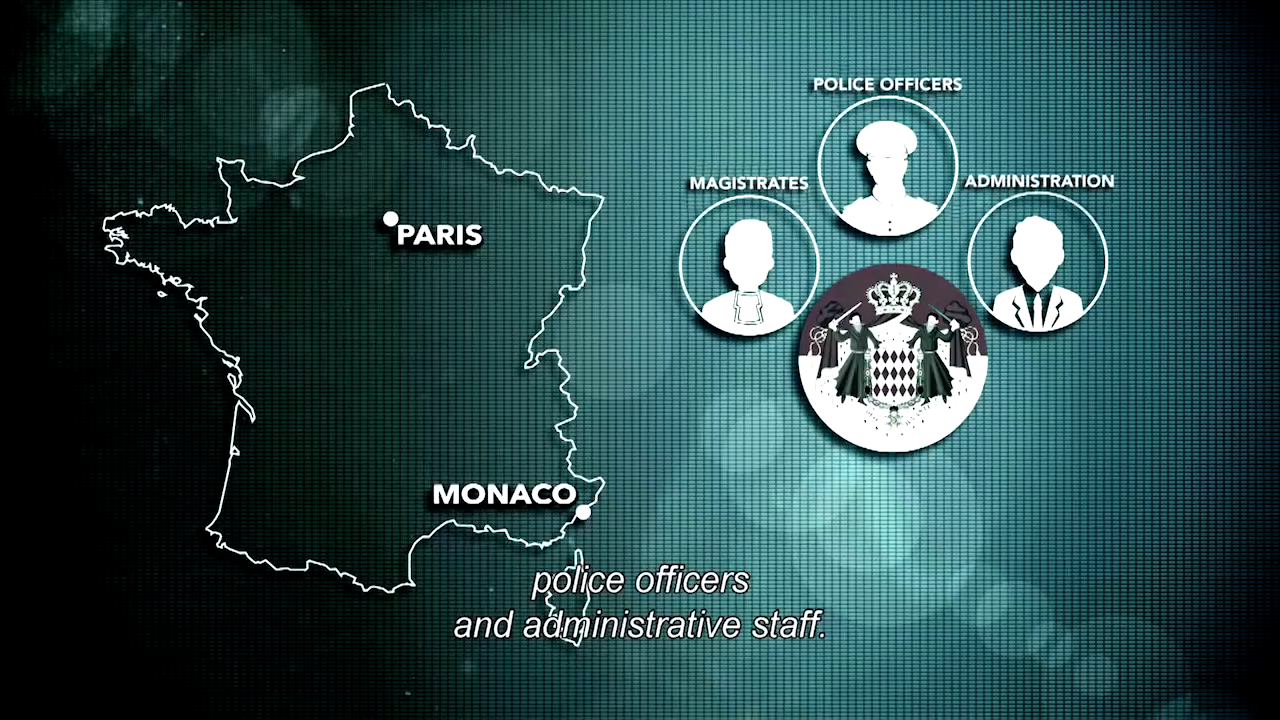 POLICE OFFICERS
MAGISTRATES
ADMINISTRATION
PARIS
MONACO
police officers
and administrative staff.